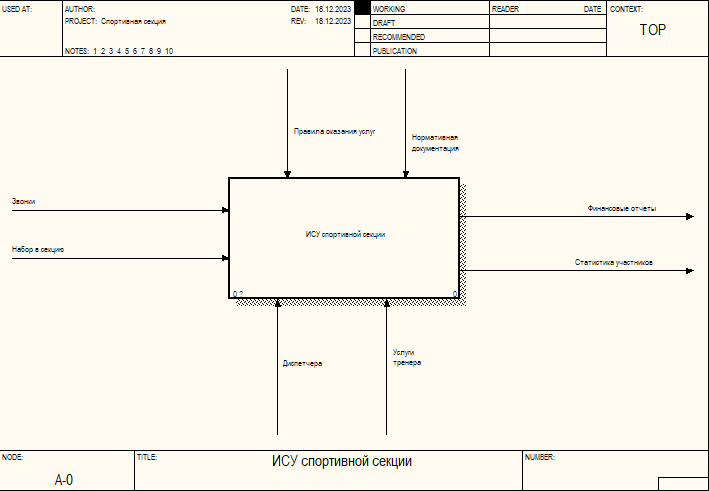 USED AT:
AUTHOR:
DATE: 18.12.2023
PROJECT: Спортивная секция
REV: 18.12.2023
NOTES: 1 2 3 4 5 6 7 8 9 10
WORKING
DRAFT
RECOMMENDED
PUBLICATION
READER
DATE
CONTEXT:
TOP
Правила оказания услуг
Нормативная
документация
Звонки
Набор в секцию
ИСУ спортивной секции
0 ?
0
Финансовые отчеты
Статистика участников
Диспетчера
Услуги
тренера
NODE:
A-0
TITLE:
ИСУ спортивной секции
NUMBER: